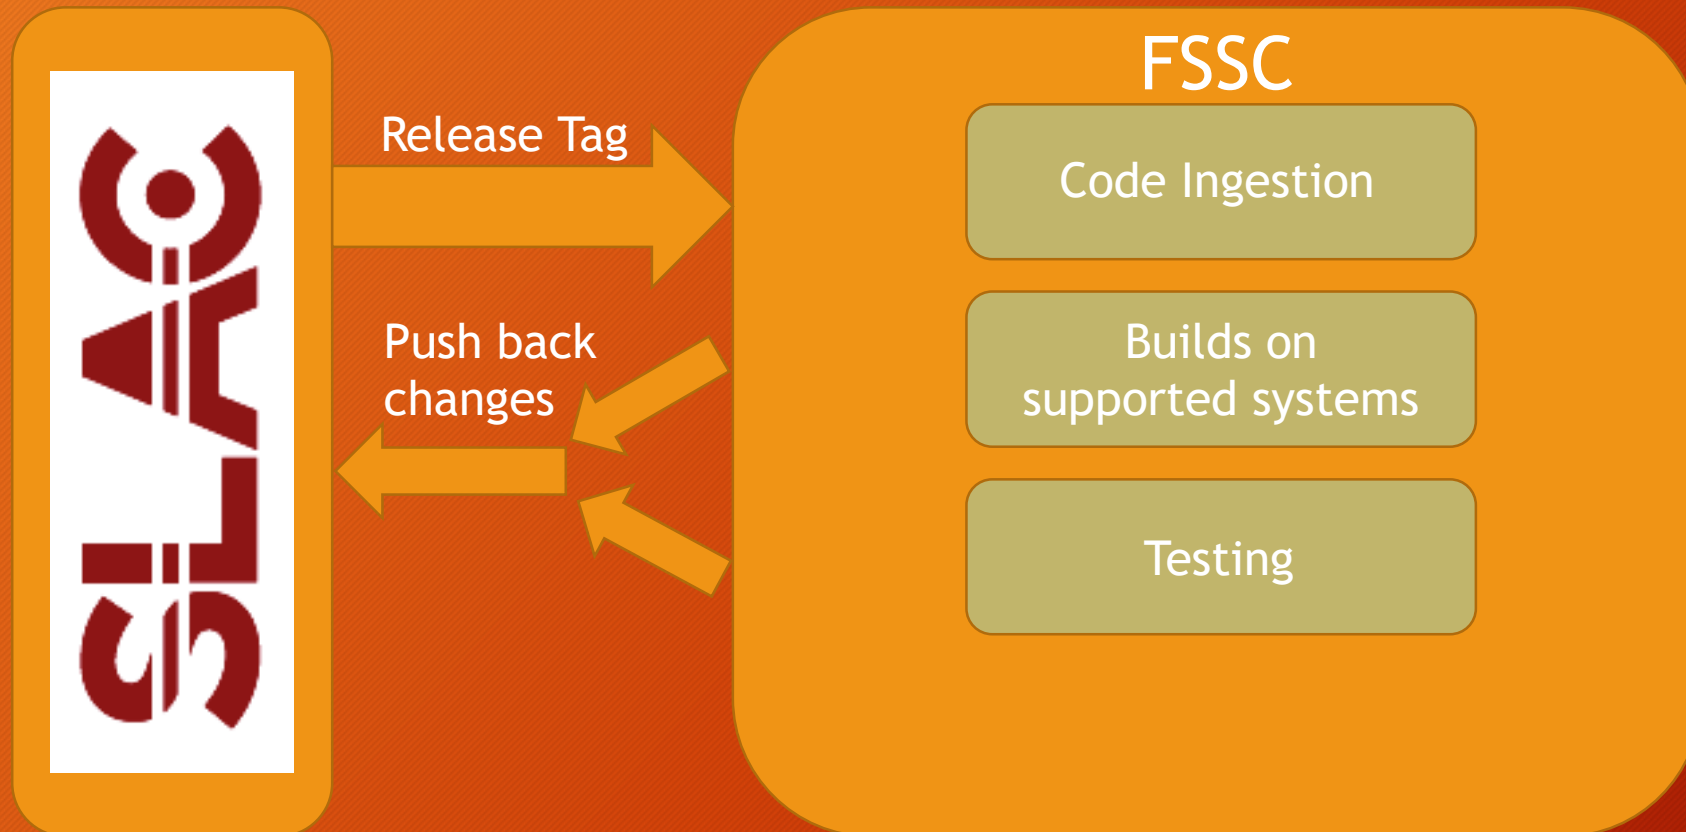 SLAC
Release Tag
Push back
changes
FSSC
Code Ingestion
Builds on
supported systems
Testing